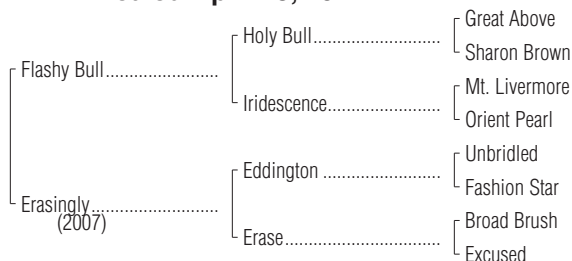 Great Above
Holy Bull
Sharon Brown
Flashy Bull
Mt. Livermore
Iridescence
Orient Pearl
Unbridled
Eddington
Fashion Star
Erasingly
(2007)
Broad Brush
Erase
Excused